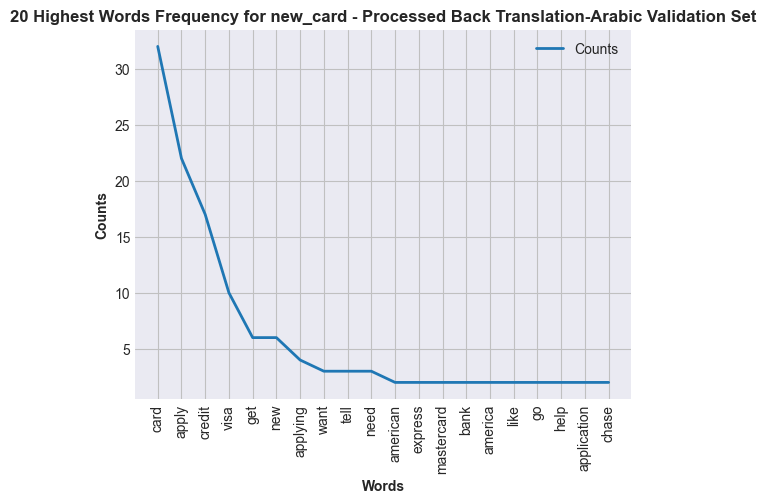 20 Highest Words Frequency for new_card - Processed Back Translation-Arabic Validation Set
Counts
30
25
20
15
10
5
Counts
card
apply
credit
visa
get
new
applying
want
tell
need
american
express
mastercard
bank
america
like
go
help
application
chase
Words